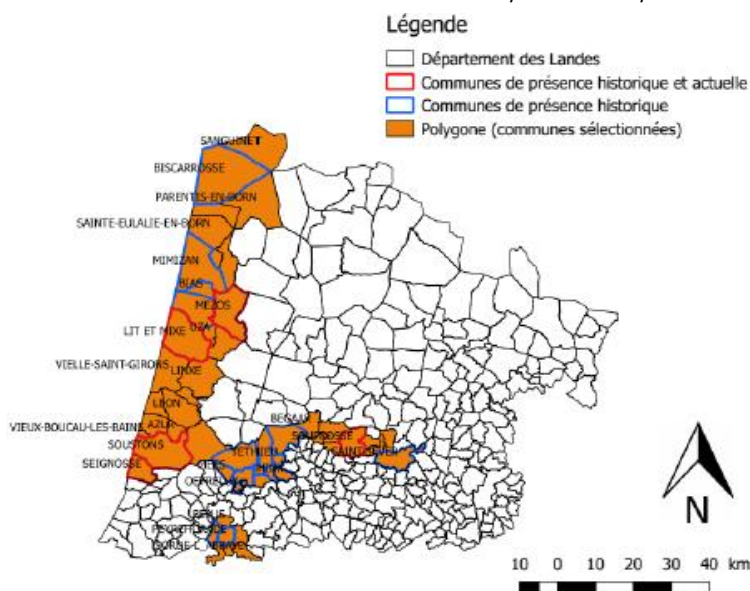 Légende
Département des Landes
Communes de présence historique et actuelle
Communes de présence historique
Polygone (communes sélectionnées)
SANGUINET
BISCARROSSE
PARENTIS-EN-BORN
SAINTE-EULALIE-EN-BORN
MIMIZAN
BIAS
MEZOS
UZA
LIT ET MIXE
VIELLE-SAINT-GIRONS
LINXE
LEON
VIEUX-BOUCAU-LES-BAINS
AZUR
SOUSTONS
SEIGNOSSE
N
10 0 10 20 30 40 km